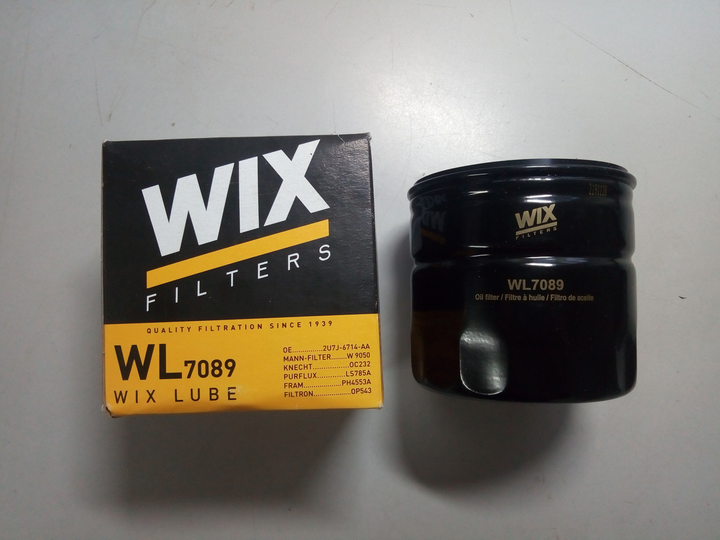 WIX
FILTERS
QUALITY FILTRATION SINCE 1939
WL7089
WIX LUBE
OE..............2U7J-6714-AA
MANN-FILTER.......W 9050
KNECHT................OC232
PURFLUX..............LS785A
FRAM..................PH4553A
FILTRON................OP543
WIX
FILTERS
WL7089
Oil filter / Filtre à huile / Filtro de aceite